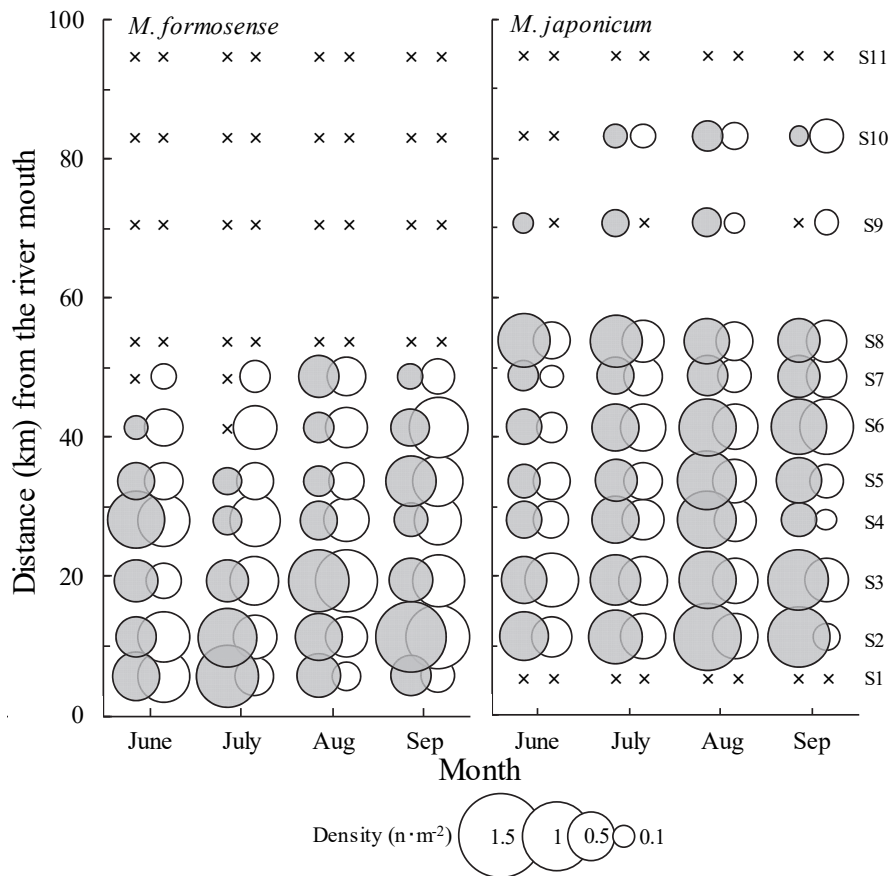 M. formosense
M. japonicum
100
80
60
40
20
0
Distance (km) from the river mouth
S11
S10
S9
S8
S7
S6
S5
S4
S3
S2
S1
June July Aug Sep June July Aug Sep
Month
Density (n·m-2) 1.5 1 0.5 0.1